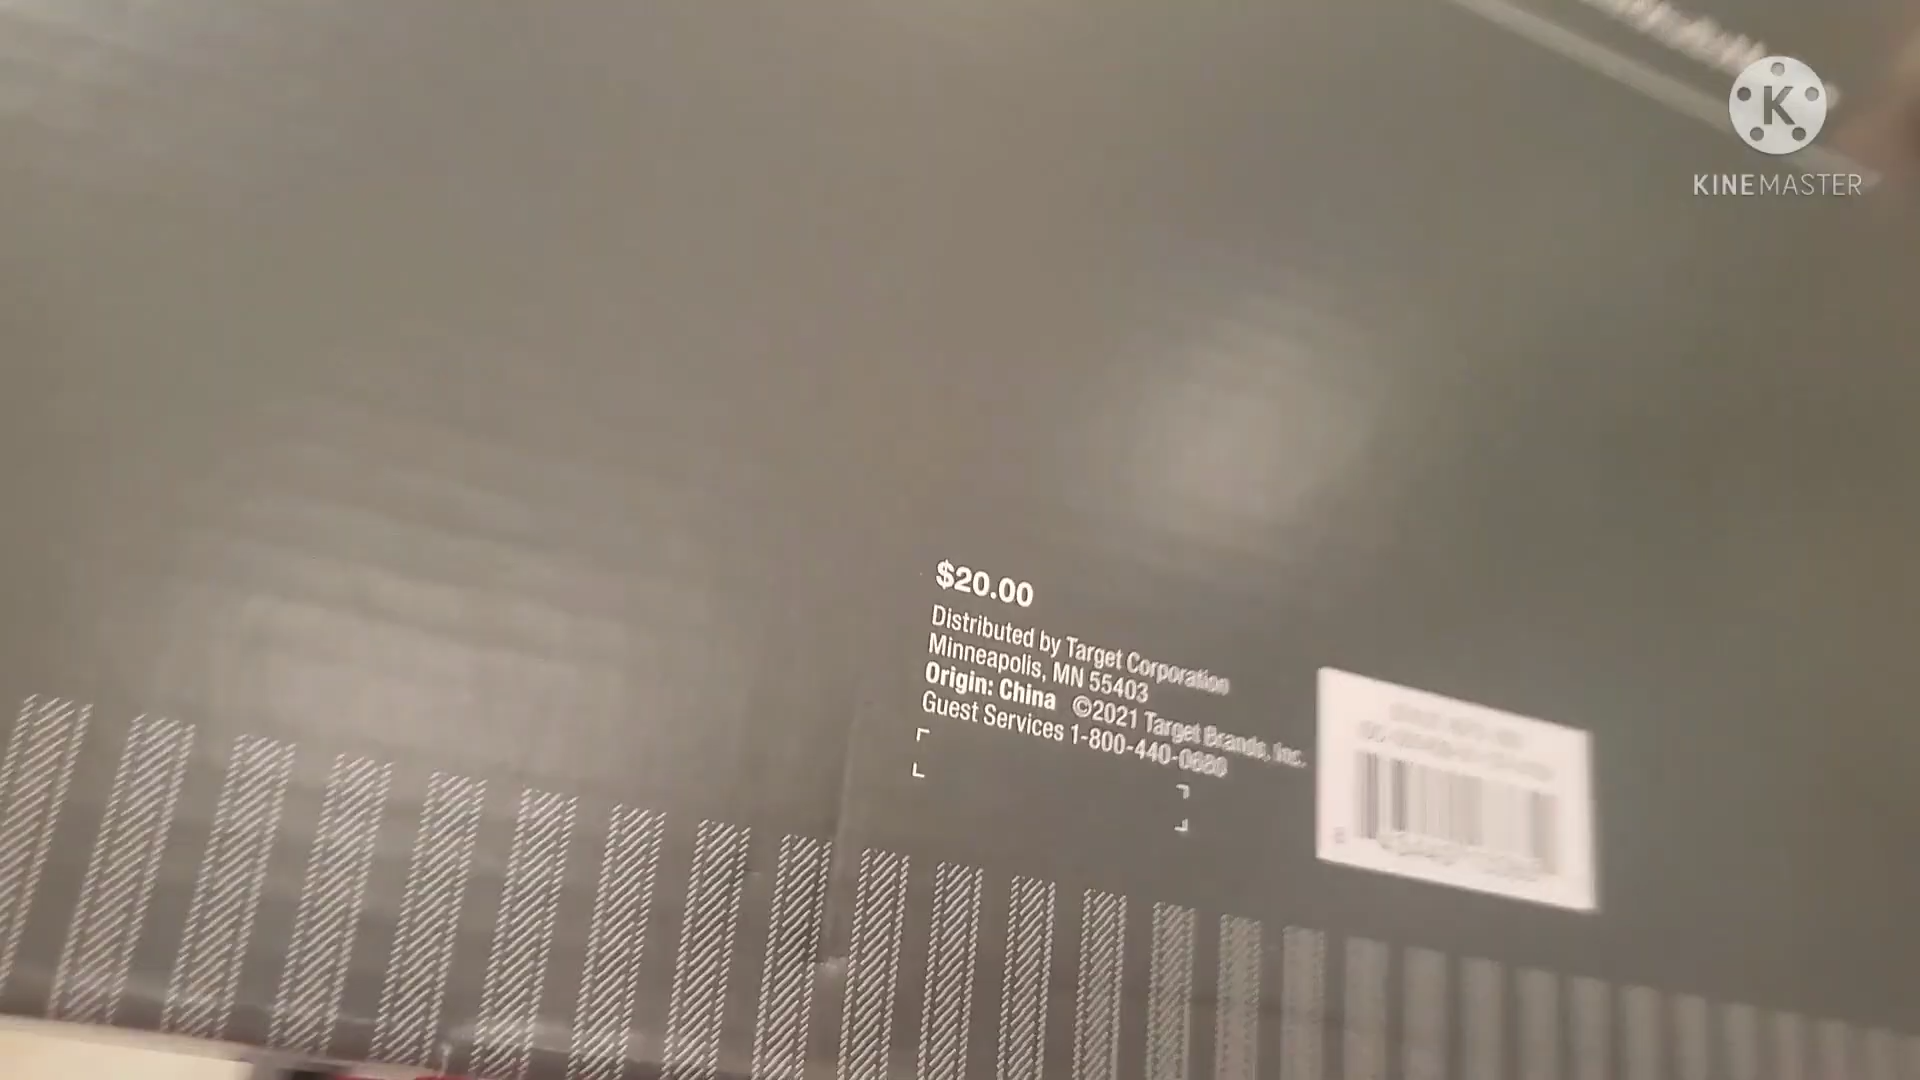 K
KINEMASTER
$20.00
Distributed by Target Corporation
Minneapolis, MN 55403
Origin: China ©2021 Target Brands, Inc.
Guest Services 1-800-440-0680